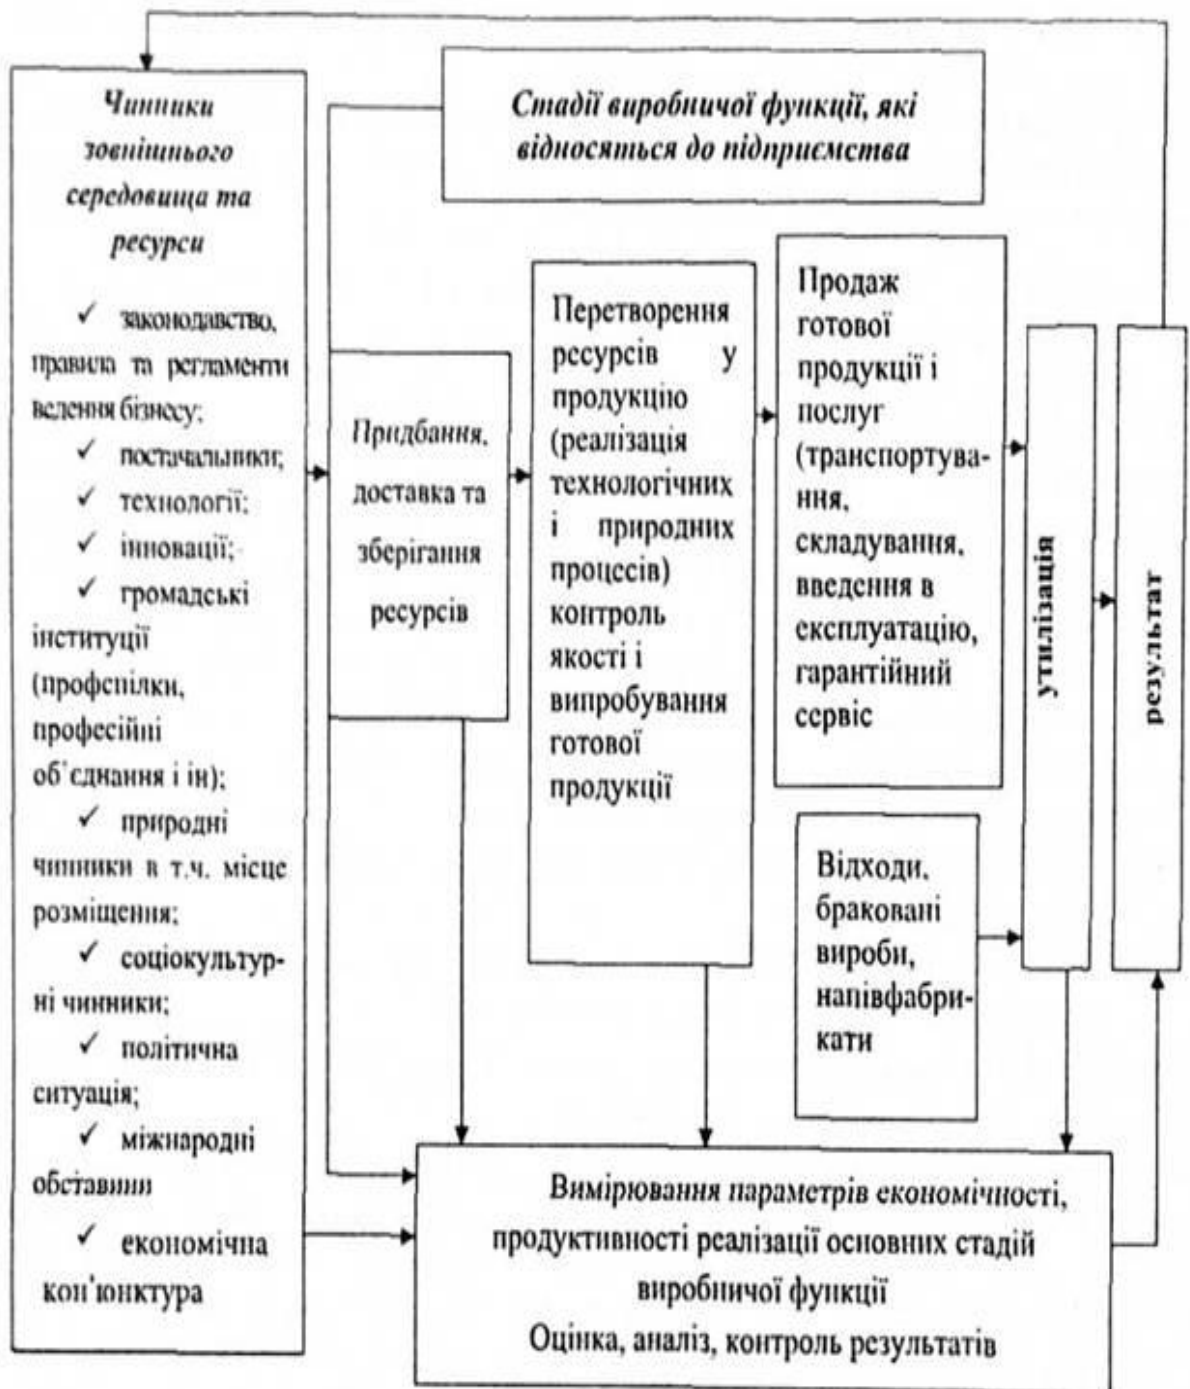 Чинники
зовнішнього
середовища та
ресурси
✓ законодавство,
правила та регламенти
ведення бізнесу;
✓ постачальники;
✓ технології;
✓ інновації;
✓ громадські
інституції
(профспілки,
професійні
об'єднання і ін);
✓ природні
чинники в т.ч. місце
розміщення;
✓ соціокультур-
ні чинники;
✓ політична
ситуація;
✓ міжнародні
обставини
✓ економічна
кон'юнктура
Стадії виробничої функції, які
відносяться до підприємства
Придбання,
доставка та
зберігання
ресурсів
Перетворення
ресурсів у
продукцію
(реалізація
технологічних
і природних
процесів)
контроль
якості і
випробування
готової
продукції
Продаж
готової
продукції і
послуг
(транспортува-
ння,
складування,
введення в
експлуатацію,
гарантійний
сервіс
Відходи,
браковані
вироби,
напівфабри-
кати
утилізація
результат
Вимірювання параметрів економічності,
продуктивності реалізації основних стадій
виробничої функції
Оцінка, аналіз, контроль результатів